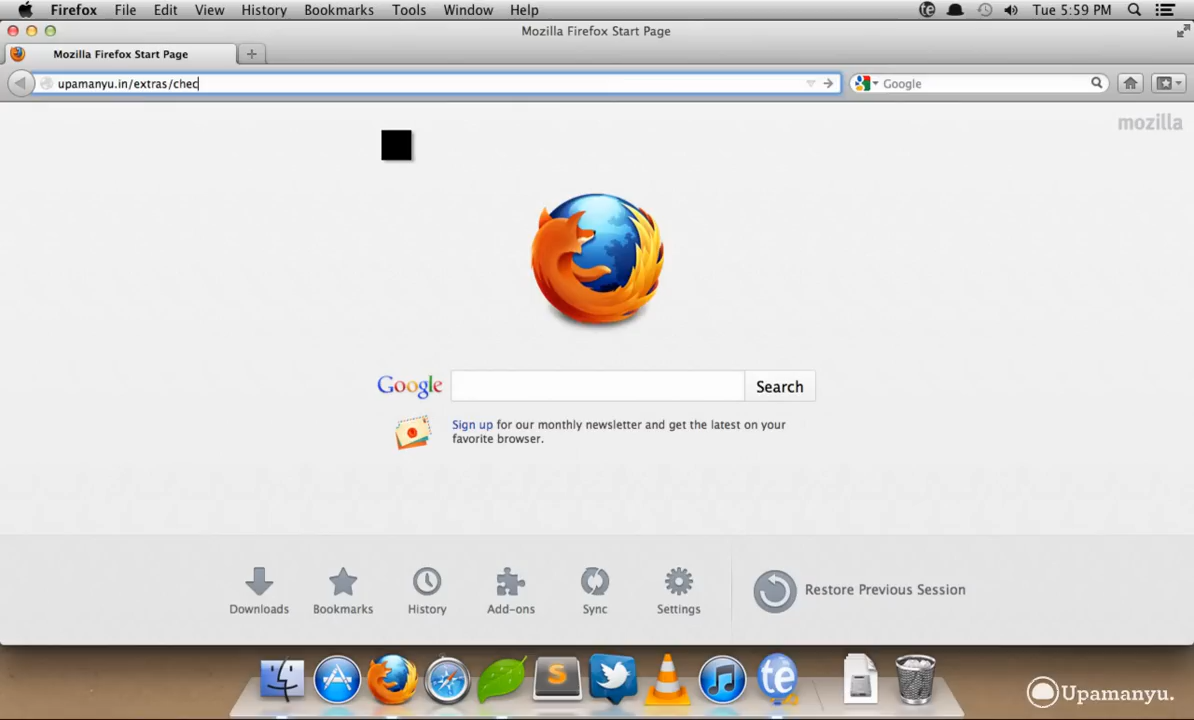 Firefox File Edit View History Bookmarks Tools Window Help Tue 5:59 PM
Mozilla Firefox Start Page
Mozilla Firefox Start Page
upamanyu.in/extras/chec
Google
mozilla
Google
Search
Sign up for our monthly newsletter and get the latest on your
favorite browser.
Downloads
Bookmarks
History
Add-ons
Sync
Settings
Restore Previous Session
S
te
Upamanyu.